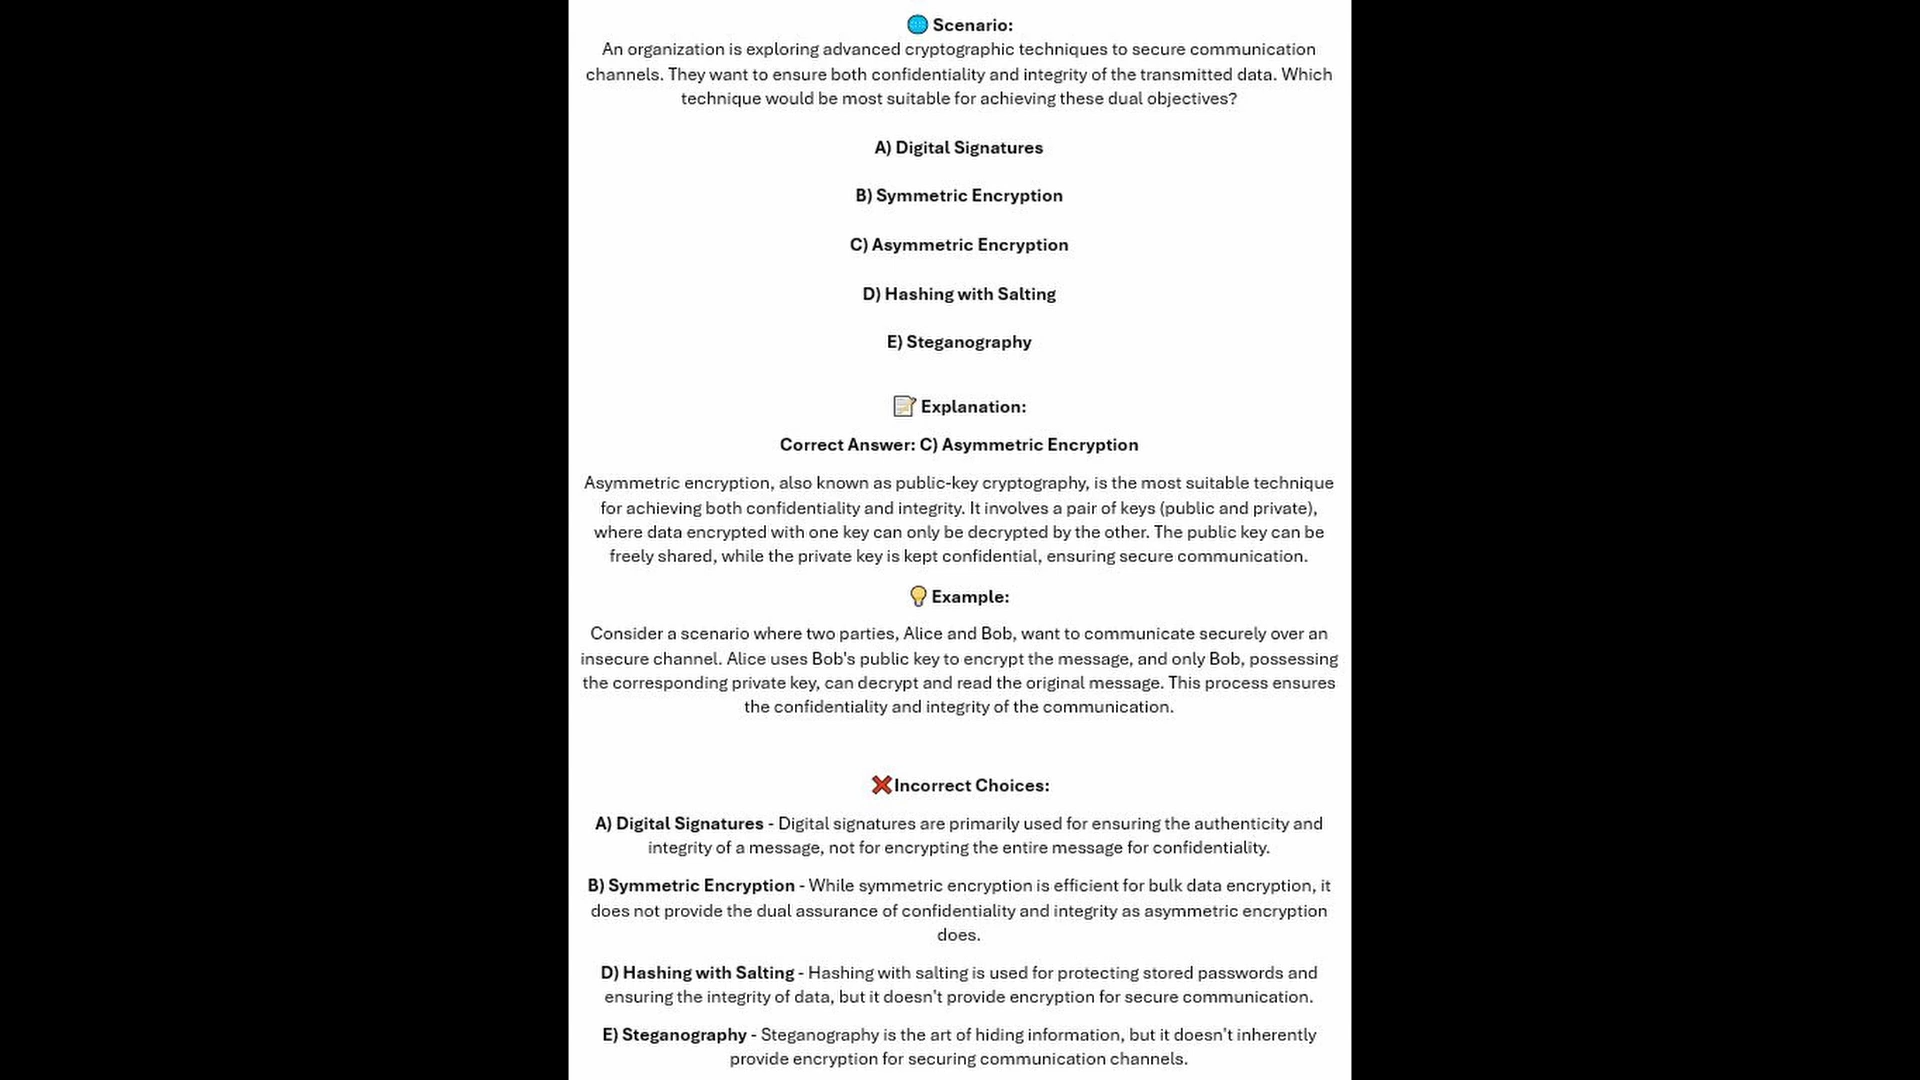 🌐 Scenario:
An organization is exploring advanced cryptographic techniques to secure communication
channels. They want to ensure both confidentiality and integrity of the transmitted data. Which
technique would be most suitable for achieving these dual objectives?
A) Digital Signatures
B) Symmetric Encryption
C) Asymmetric Encryption
D) Hashing with Salting
E) Steganography
📝 Explanation:
Correct Answer: C) Asymmetric Encryption
Asymmetric encryption, also known as public-key cryptography, is the most suitable technique
for achieving both confidentiality and integrity. It involves a pair of keys (public and private),
where data encrypted with one key can only be decrypted by the other. The public key can be
freely shared, while the private key is kept confidential, ensuring secure communication.
💡 Example:
Consider a scenario where two parties, Alice and Bob, want to communicate securely over an
insecure channel. Alice uses Bob's public key to encrypt the message, and only Bob, possessing
the corresponding private key, can decrypt and read the original message. This process ensures
the confidentiality and integrity of the communication.
❌Incorrect Choices:
A) Digital Signatures - Digital signatures are primarily used for ensuring the authenticity and
integrity of a message, not for encrypting the entire message for confidentiality.
B) Symmetric Encryption - While symmetric encryption is efficient for bulk data encryption, it
does not provide the dual assurance of confidentiality and integrity as asymmetric encryption
does.
D) Hashing with Salting - Hashing with salting is used for protecting stored passwords and
ensuring the integrity of data, but it doesn't provide encryption for secure communication.
E) Steganography - Steganography is the art of hiding information, but it doesn't inherently
provide encryption for securing communication channels.